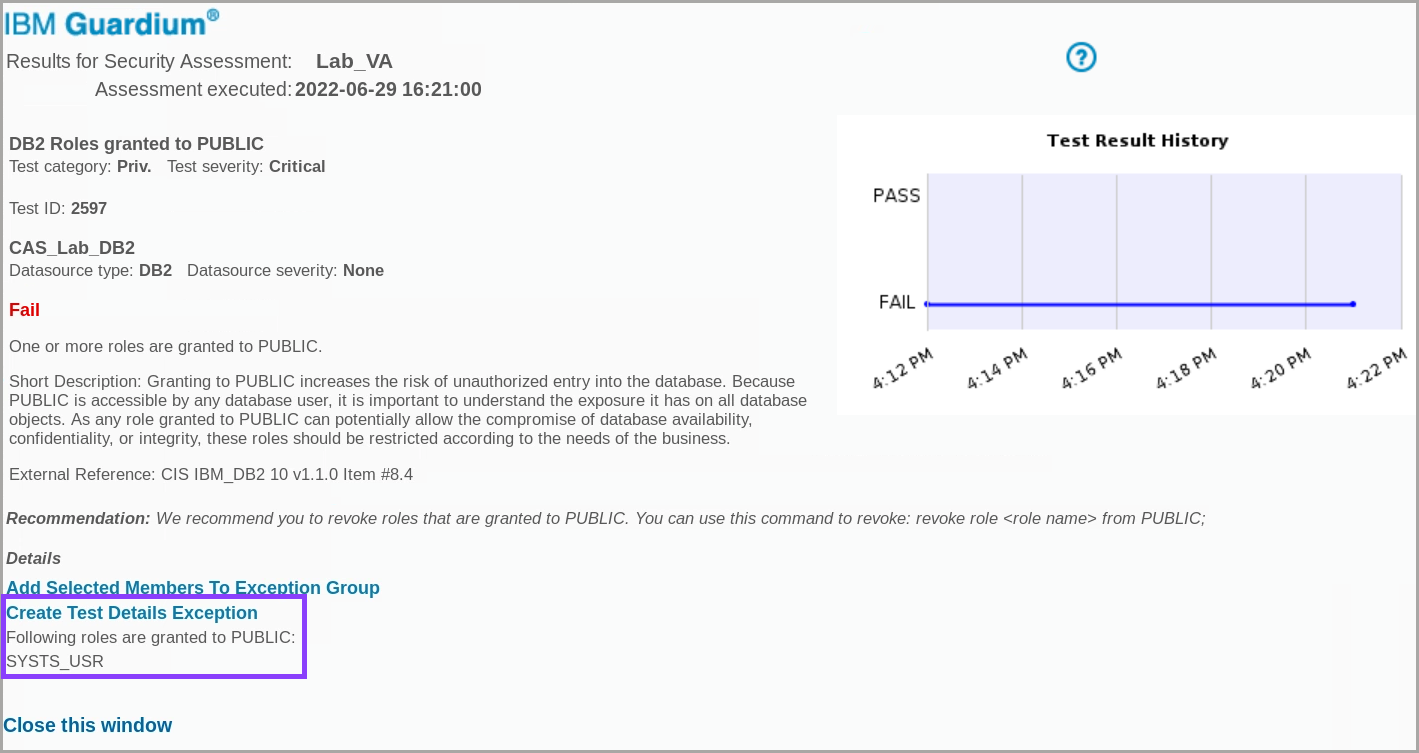 IBM Guardium®
Results for Security Assessment: Lab_VA
Assessment executed: 2022-06-29 16:21:00
DB2 Roles granted to PUBLIC
Test category: Priv. Test severity: Critical
Test ID: 2597
CAS_Lab_DB2
Datasource type: DB2 Datasource severity: None
Fail
One or more roles are granted to PUBLIC.
Short Description: Granting to PUBLIC increases the risk of unauthorized entry into the database. Because
PUBLIC is accessible by any database user, it is important to understand the exposure it has on all database
objects. As any role granted to PUBLIC can potentially allow the compromise of database availability,
confidentiality, or integrity, these roles should be restricted according to the needs of the business.
External Reference: CIS IBM_DB2 10 v1.1.0 Item #8.4
?
Test Result History
PASS
FAIL
4:12 PM
4:14 PM
4:16 PM
4:18 PM
4:20 PM
4:22 PM
Recommendation: We recommend you to revoke roles that are granted to PUBLIC. You can use this command to revoke: revoke role <role name> from PUBLIC;
Details
Add Selected Members To Exception Group
Create Test Details Exception
Following roles are granted to PUBLIC:
SYSTS_USR
Close this window